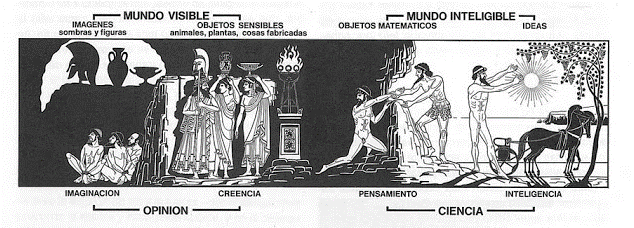 MUNDO VISIBLE
IMAGENES
sombras y figuras
OBJETOS SENSIBLES
animales, plantas, cosas fabricadas
MUNDO INTELIGIBLE
OBJETOS MATEMATICOS
IDEAS
IMAGINACION
CREENCIA
PENSAMIENTO
INTELIGENCIA
OPINION
CIENCIA